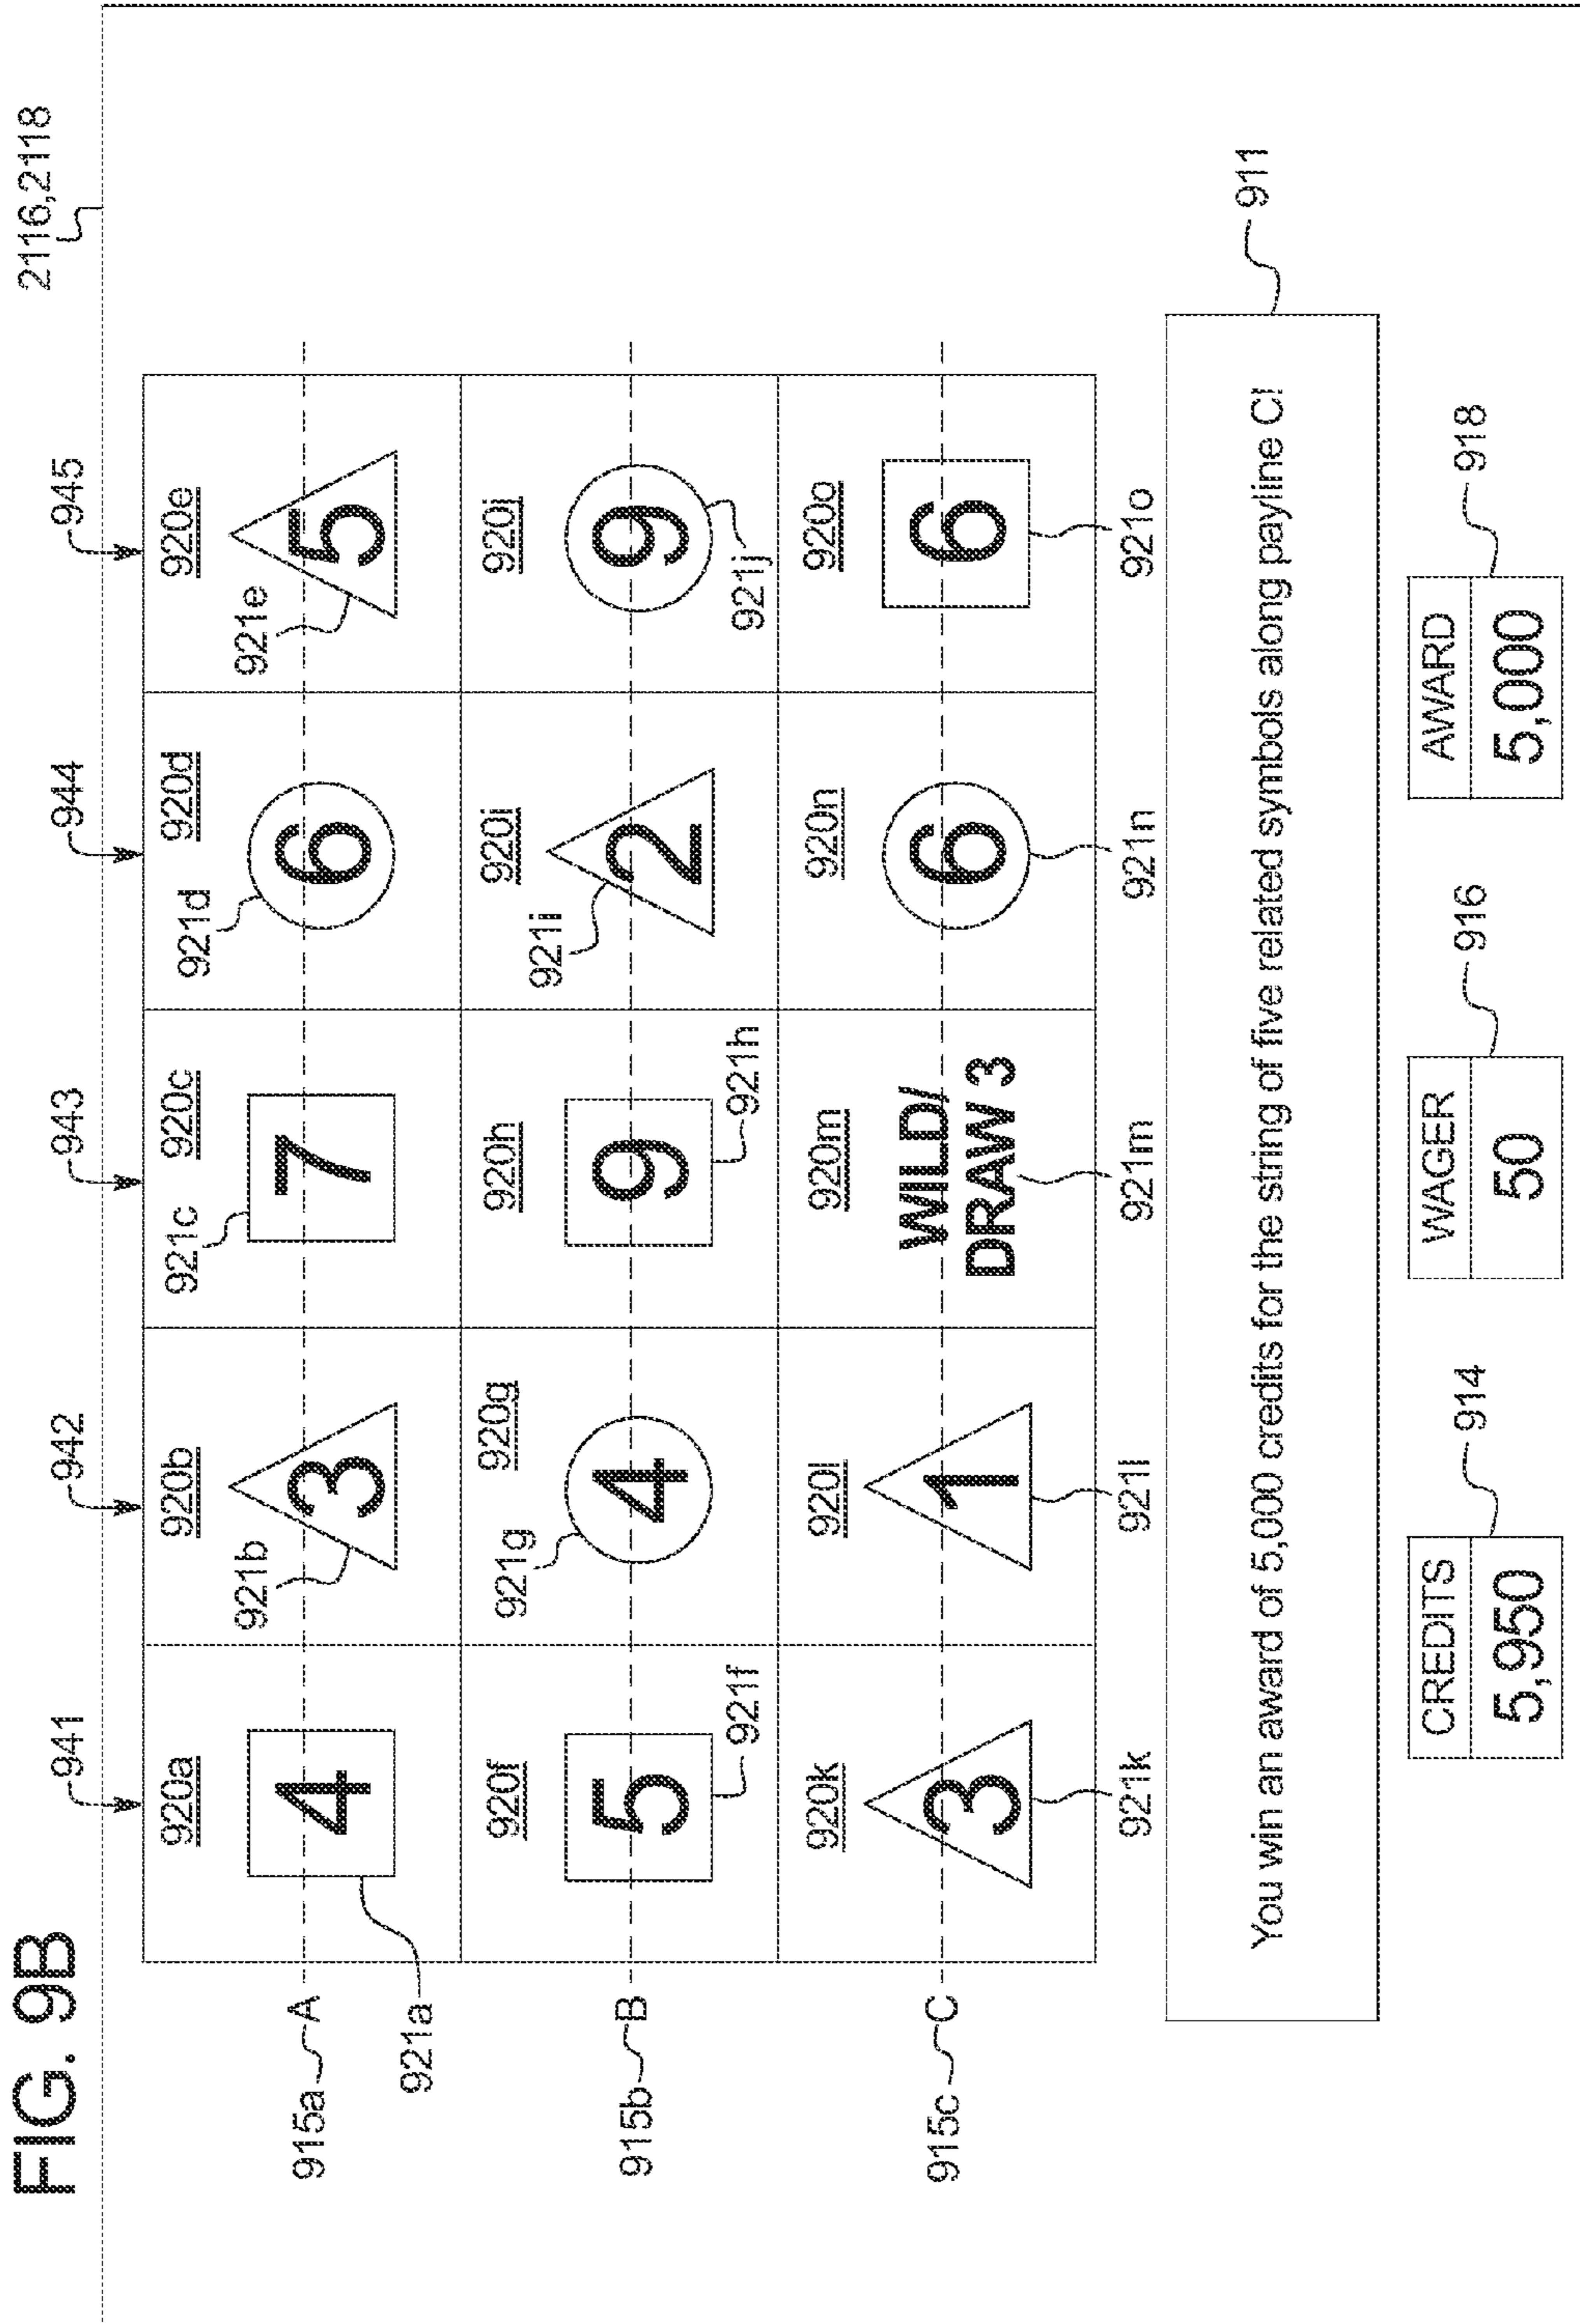 FIG. 9B
2116,2118
941 942 943 944 945
920a 920b 920c 920d 920e
921b 921c 921d 921e
915a A 4 3 7 6 5
921a
920f 920g 920h 920i 920j
921g 921i
915b B 5 4 9 2 9
921f 921h 921j
920k 920l 920m 920n 920o
915c C 3 1 WILD/ 6 6
DRAW 3
921k 921l 921m 921n 921o
You win an award of 5,000 credits for the string of five related symbols along payline C!
911
914 916 918
CREDITS WAGER AWARD
5,950 50 5,000